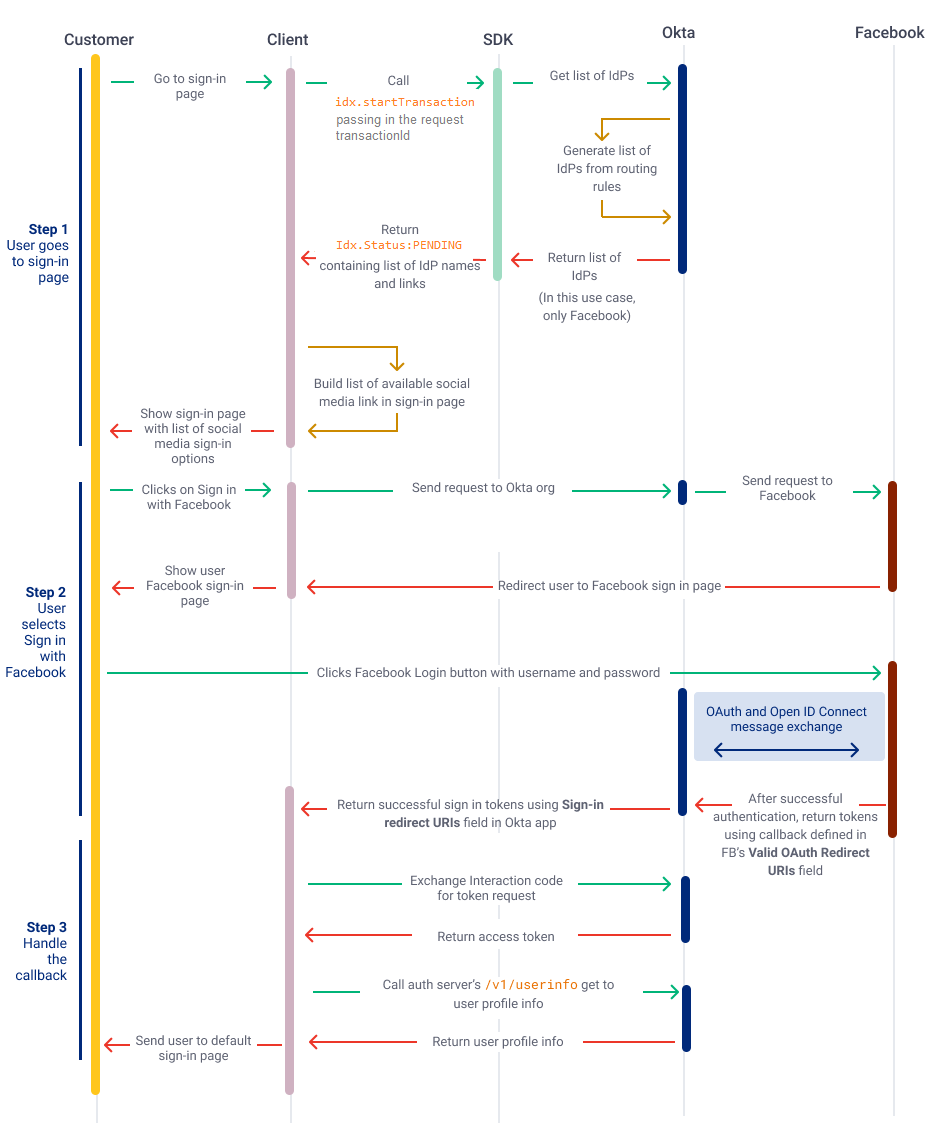 Customer
Client
SDK
Okta
Facebook
Step 1
User goes
to sign-in
page
Go to sign-in
page
Call
idx.startTransaction
passing in the request
transactionId
Get list of IdPs
Generate list of
IdPs from routing
rules
Return list of
IdPs
(In this use case,
only Facebook)
Return
Idx.Status:PENDING
containing list of IdP names
and links
Build list of available social
media link in sign-in page
Show sign-in page
with list of social
media sign-in
options
Step 2
User
selects
Sign in
with
Facebook
Clicks on Sign in
with Facebook
Send request to Okta org
Send request to
Facebook
Redirect user to Facebook sign in page
Show user
Facebook sign-in
page
Clicks Facebook Login button with username and password
OAuth and Open ID Connect
message exchange
After successful
authentication, return tokens
using callback defined in
FB's Valid OAuth Redirect
URIs field
Return successful sign in tokens using Sign-in
redirect URIs field in Okta app
Step 3
Handle
the
callback
Exchange Interaction code
for token request
Return access token
Call auth server's /v1/userinfo get to
user profile info
Return user profile info
Send user to default
sign-in page